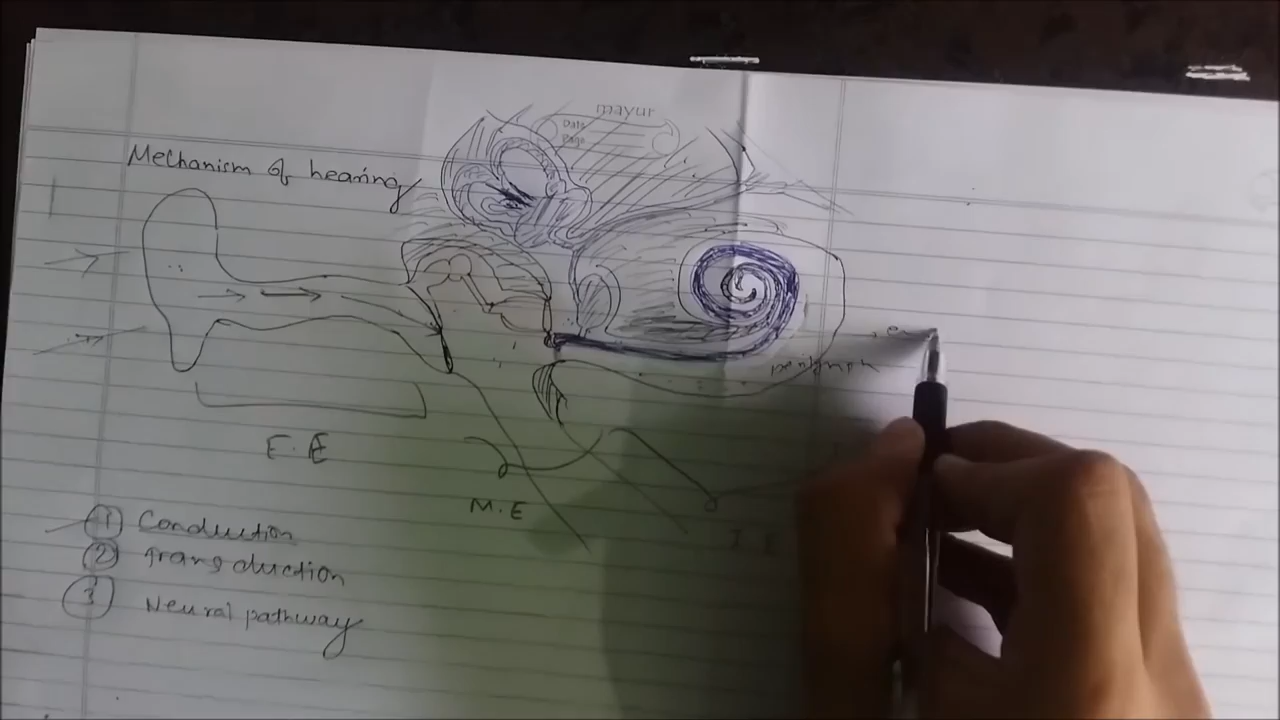 mayur
Date
Page
Mechanism of hearing
perilymph
E.E
M.E
I.E
1 Conduction
2 transduction
3 Neural pathway